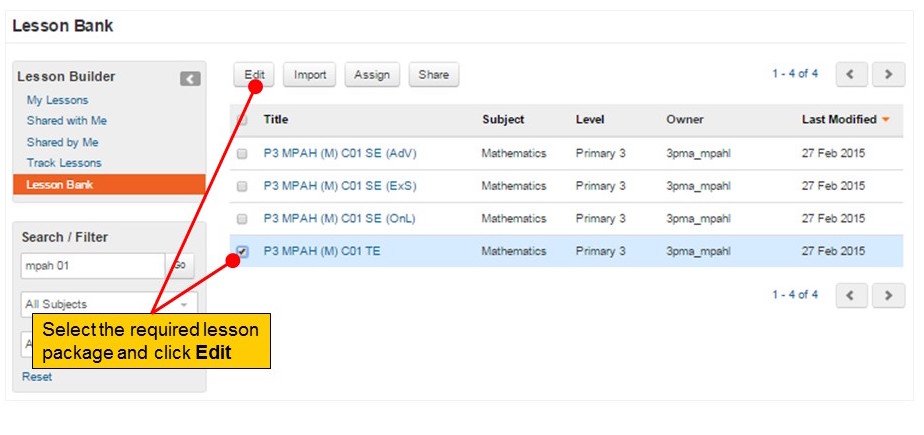 Lesson Bank
Lesson Builder
My Lessons
Shared with Me
Shared by Me
Track Lessons
Lesson Bank
Search / Filter
mpah 01
Go
All Subjects
A
Reset
Edit Import Assign Share
1 - 4 of 4
Title Subject Level Owner Last Modified
P3 MPAH (M) C01 SE (AdV) Mathematics Primary 3 3pma_mpahl 27 Feb 2015
P3 MPAH (M) C01 SE (ExS) Mathematics Primary 3 3pma_mpahl 27 Feb 2015
P3 MPAH (M) C01 SE (OnL) Mathematics Primary 3 3pma_mpahl 27 Feb 2015
P3 MPAH (M) C01 TE Mathematics Primary 3 3pma_mpahl 27 Feb 2015
1 - 4 of 4
Select the required lesson
package and click Edit